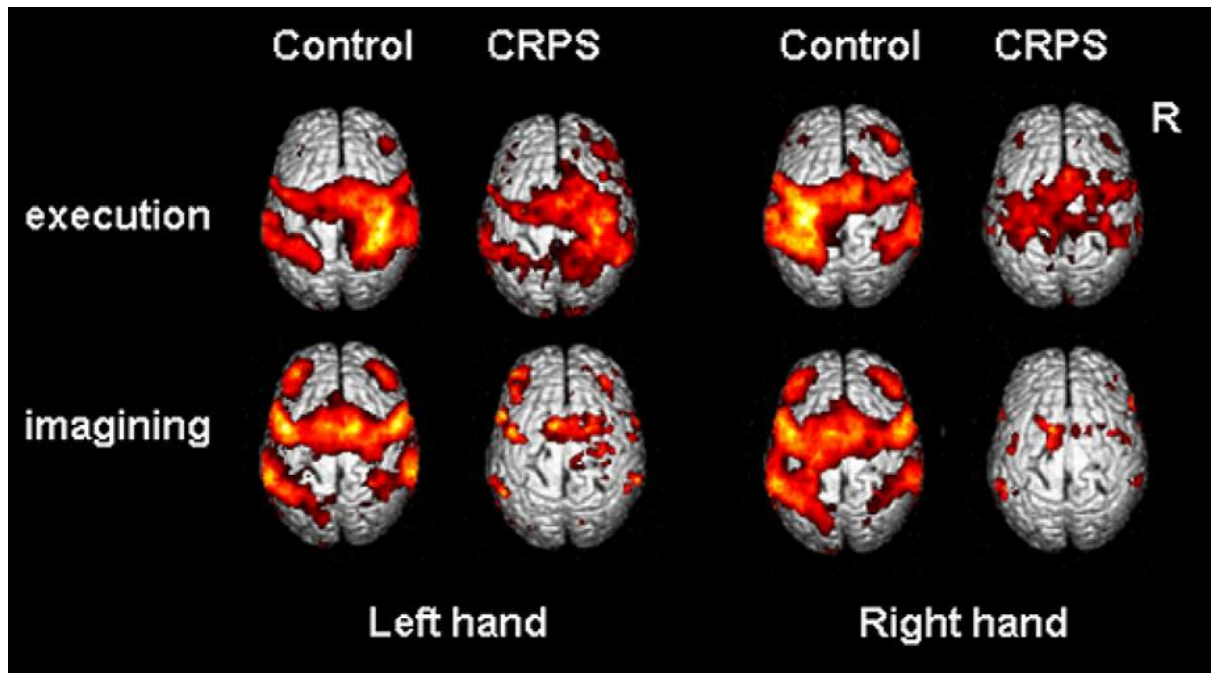 Control CRPS Control CRPS
R
execution
imagining
Left hand Right hand